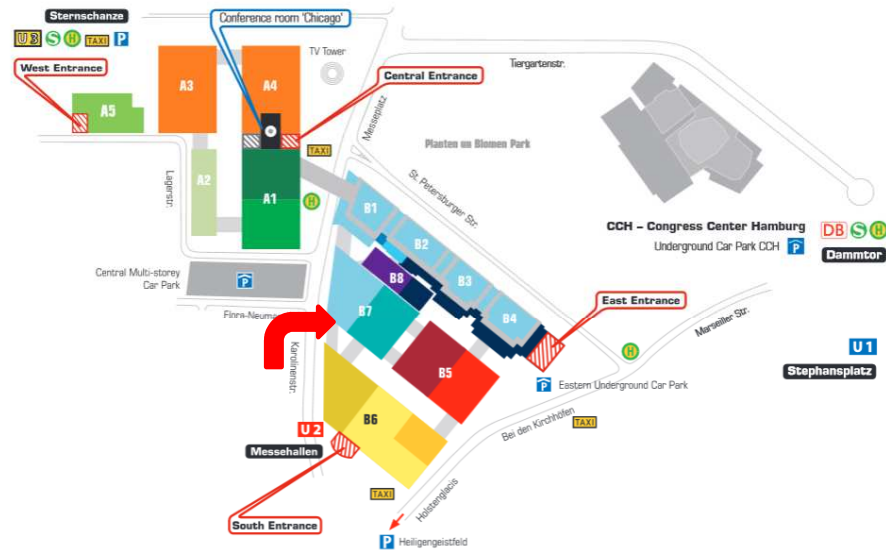 Sternschanze
U3 S H TAXI P
West Entrance
Conference room 'Chicago'
TV Tower
Central Entrance
Tiergartenstr.
Messeplatz
A3
A4
A5
A2
A1
TAXI
H
Lagerstr.
Planten un Blomen Park
St. Petersburger Str.
B1
B2
B3
B4
B8
B7
B5
B6
CCH – Congress Center Hamburg
Underground Car Park CCH P
DB S H
Dammtor
Central Multi-storey
Car Park
P
Karolinenstr.
East Entrance
Marseiller Str.
H
U1
Stephansplatz
P Eastern Underground Car Park
Bei den Kirchhöfen
TAXI
U2
Messehallen
South Entrance
TAXI
Holstenglacis
P Heiligengeistfeld